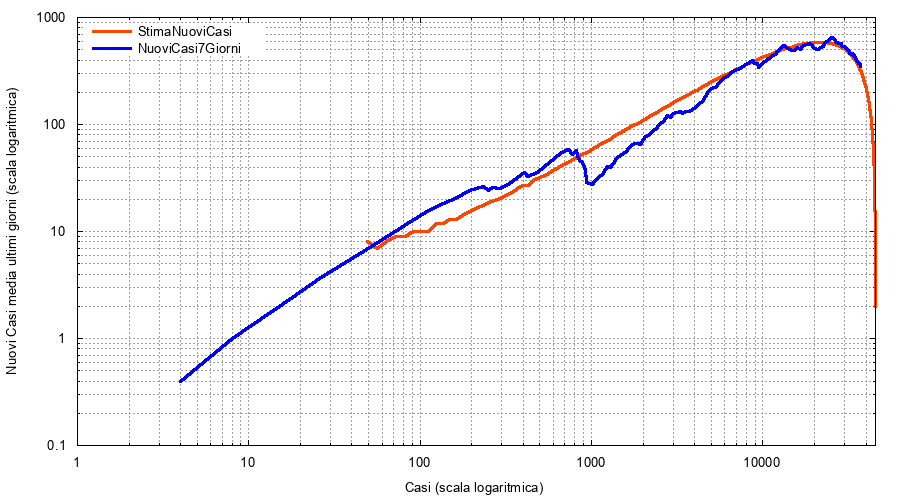 1000
StimaNuoviCasi
NuoviCasi7Giorni
100
10
1
0.1
Nuovi Casi media ultimi giorni (scala logaritmica)
1 10 100 1000 10000
Casi (scala logaritmica)